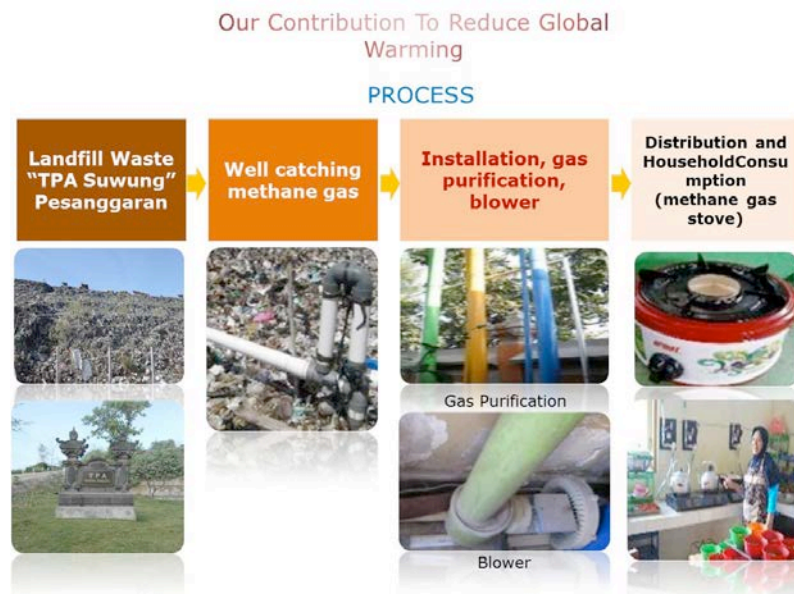 Our Contribution To Reduce Global
Warming
PROCESS
Landfill Waste
“TPA Suwung”
Pesanggaran
Well catching
methane gas
Installation, gas
purification,
blower
Distribution and
HouseholdConsu
mption
(methane gas
stove)
TPA
Gas Purification
Blower